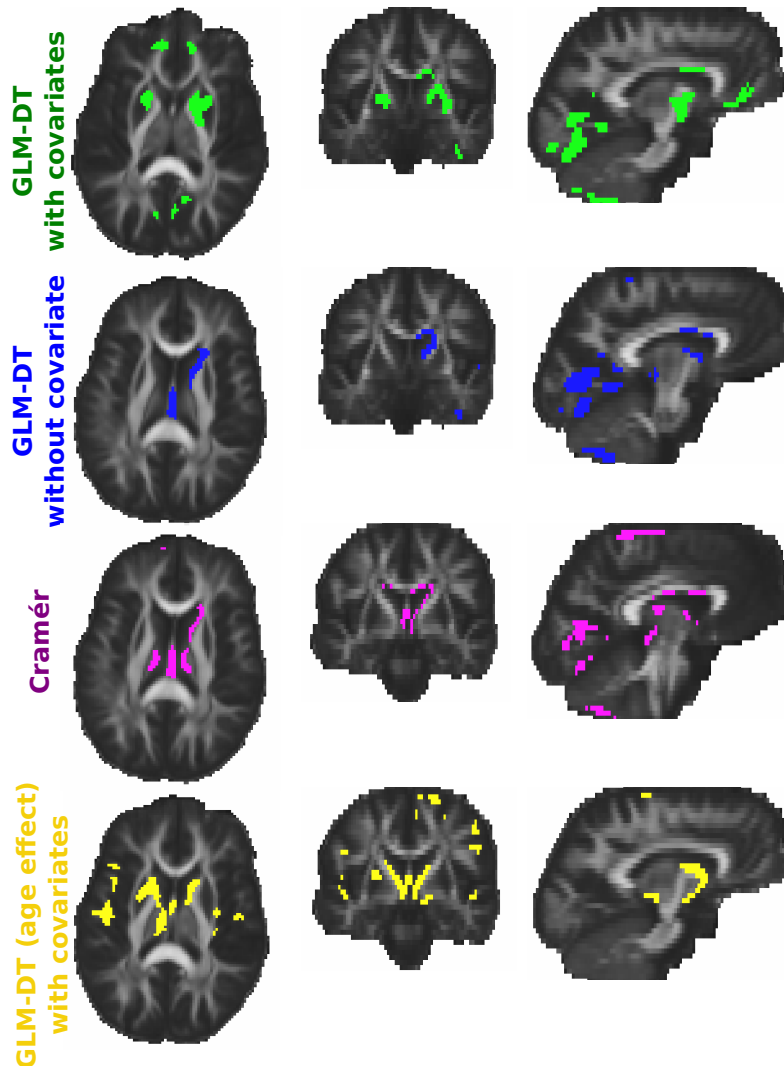 GLM-DT
with covariates
GLM-DT
without covariate
Cramér
GLM-DT (age effect)
with covariates